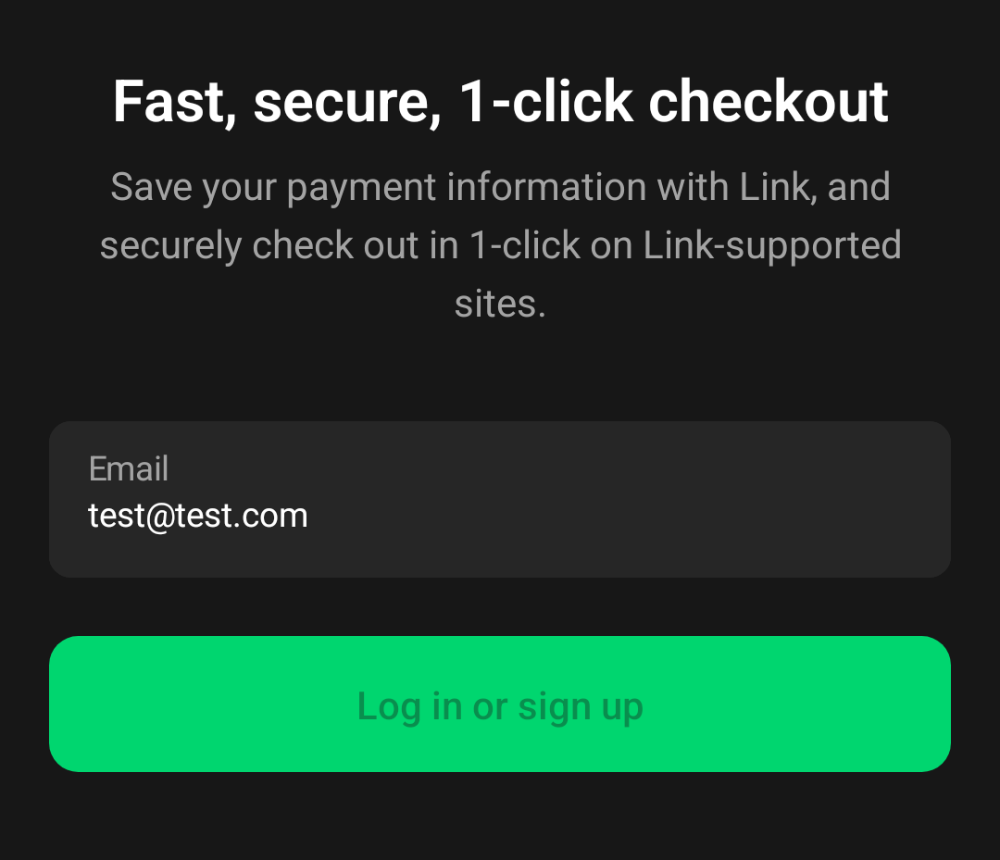 Fast, secure, 1-click checkout
Save your payment information with Link, and
securely check out in 1-click on Link-supported
sites.
Email
test@test.com
Log in or sign up